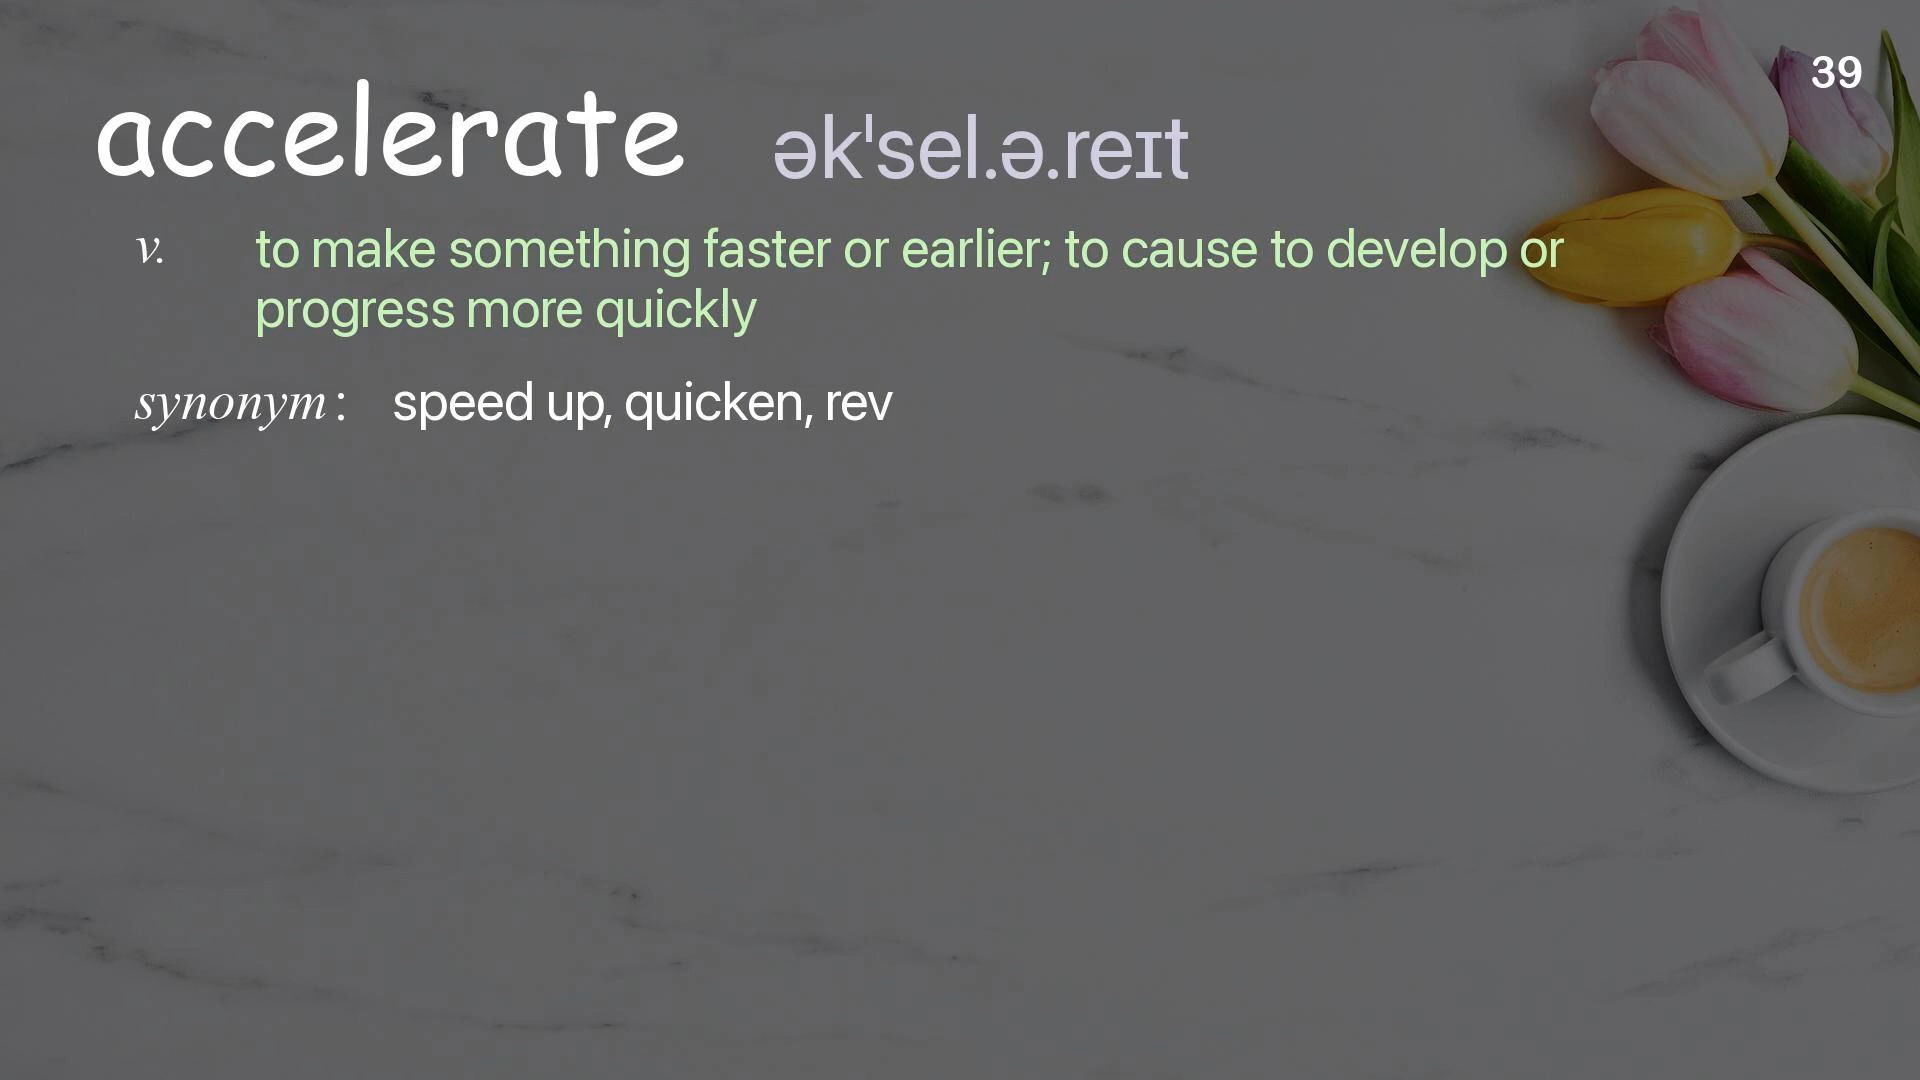 39
accelerate əkˈsel.ə.reɪt
v. to make something faster or earlier; to cause to develop or
progress more quickly
synonym : speed up, quicken, rev